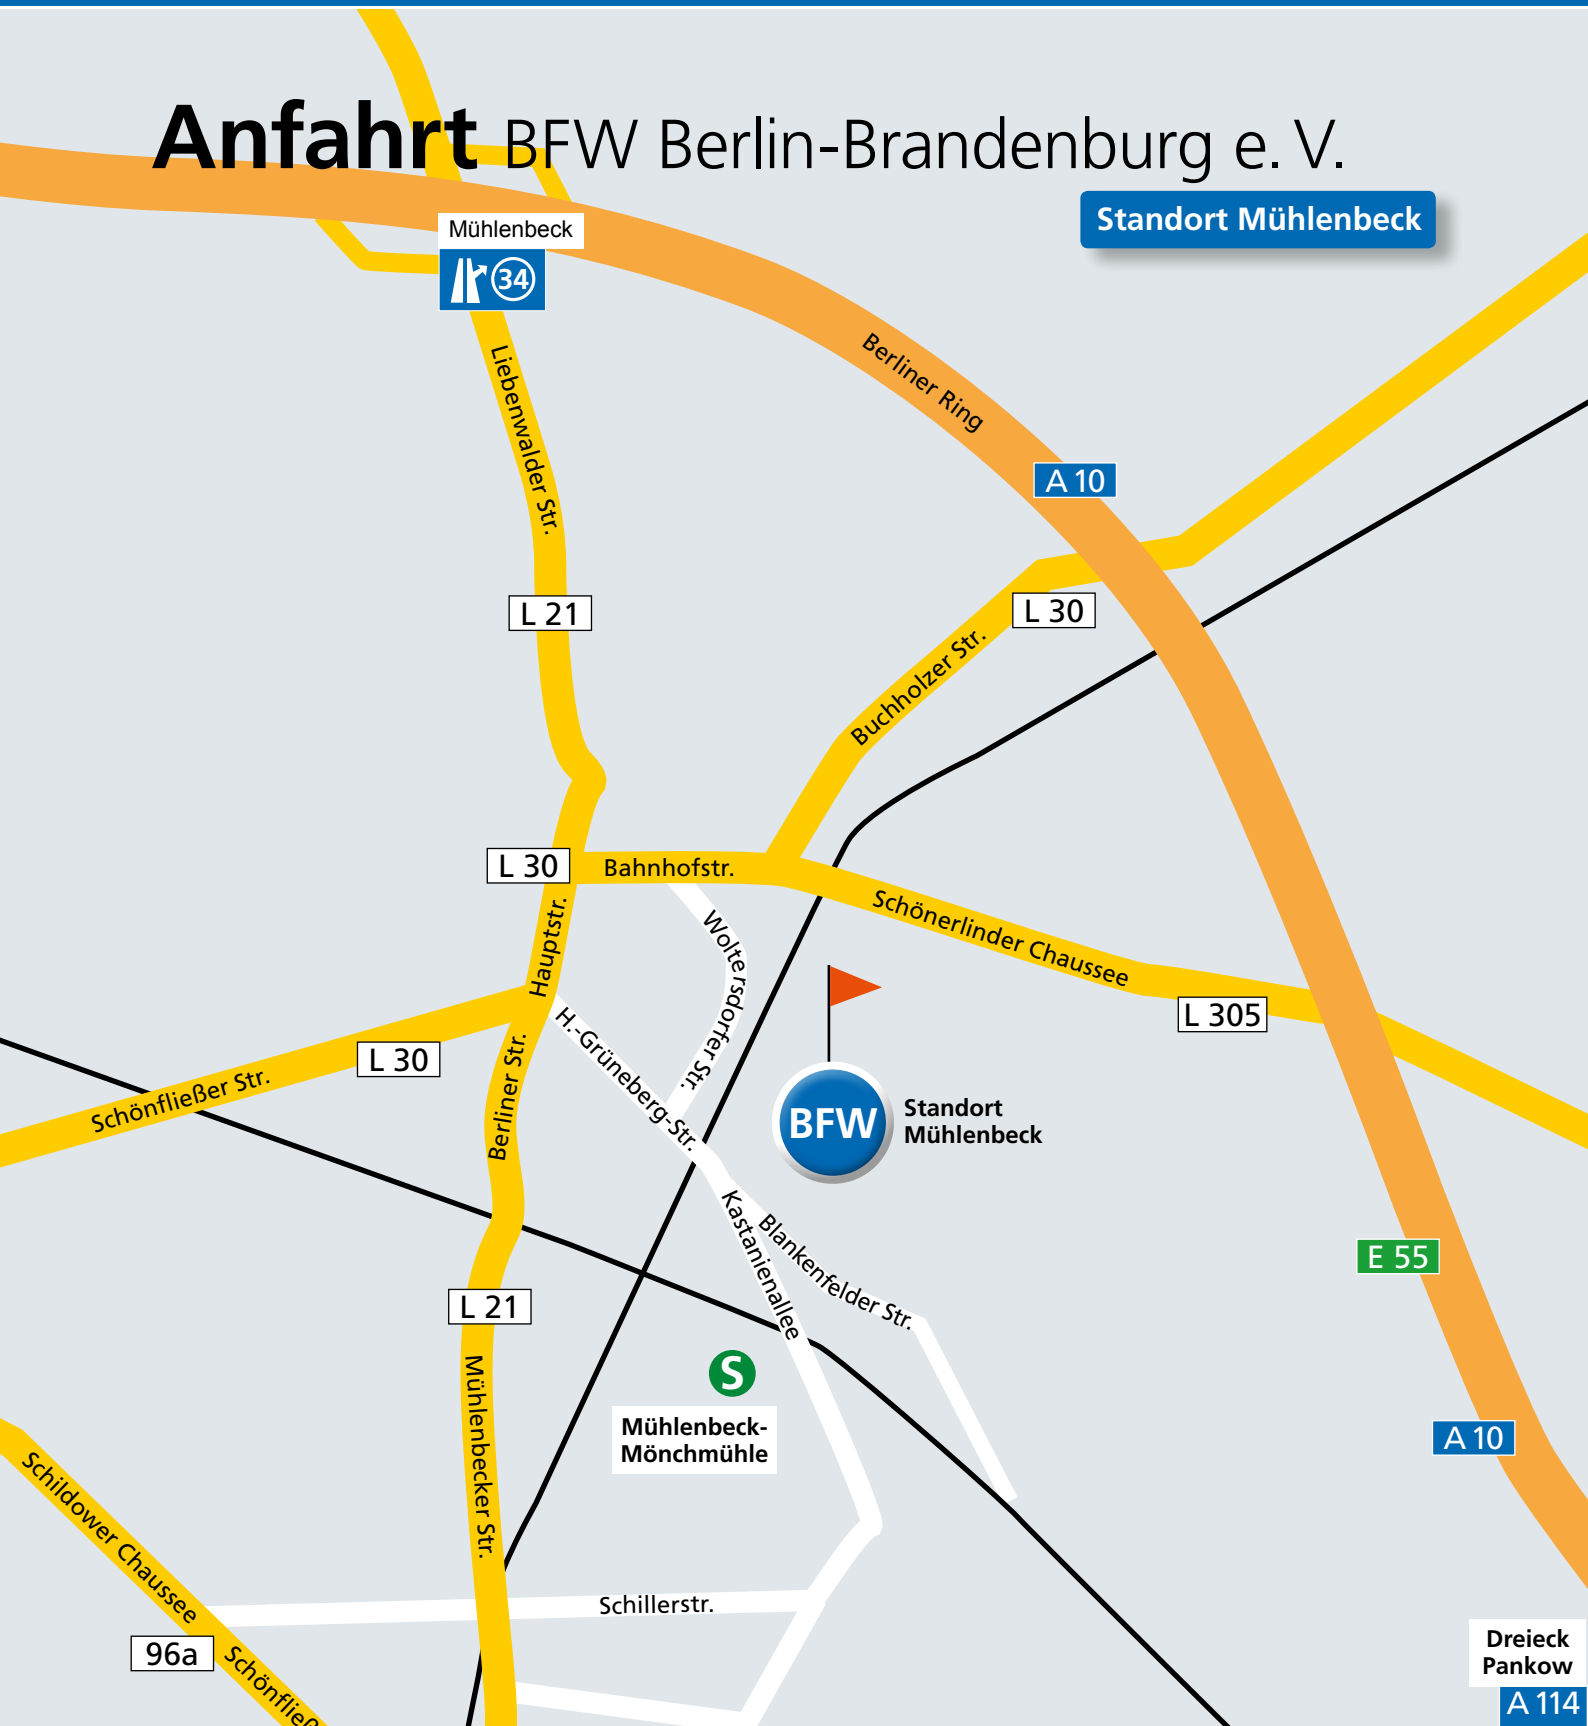 Anfahrt BFW Berlin-Brandenburg e. V.
Standort Mühlenbeck
Mühlenbeck
34
Liebenwalder Str.
Berliner Ring
A 10
L 21
L 30
Buchholzer Str.
L 30
Bahnhofstr.
Schönerlinder Chaussee
Hauptstr.
Woltersdorfer Str.
L 305
H.-Grüneberg-Str.
L 30
Schönfließer Str.
Berliner Str.
BFW
Standort
Mühlenbeck
Kastanienallee
Blankenfelder Str.
E 55
L 21
S
Mühlenbeck-
Mönchmühle
Mühlenbecker Str.
A 10
Schildower Chaussee
Schillerstr.
96a
Schönfließ
Dreieck
Pankow
A 114